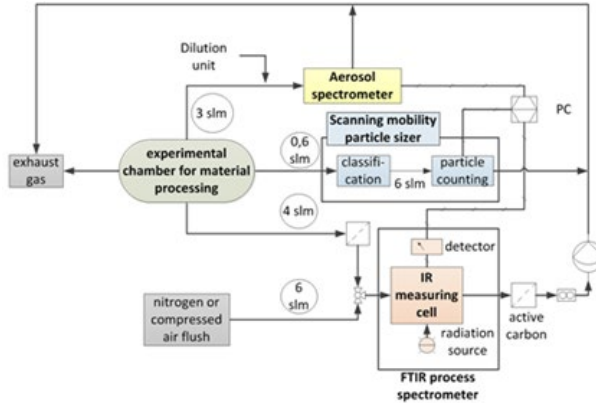 Dilution
unit
Aerosol
spectrometer
PC
3 slm
Scanning mobility
particle sizer
0,6
slm
exhaust
gas
experimental
chamber for material
processing
classifi-
cation
6 slm
particle
counting
4 slm
detector
nitrogen or
compressed
air flush
6
slm
IR
measuring
cell
active
carbon
radiation
source
FTIR process
spectrometer